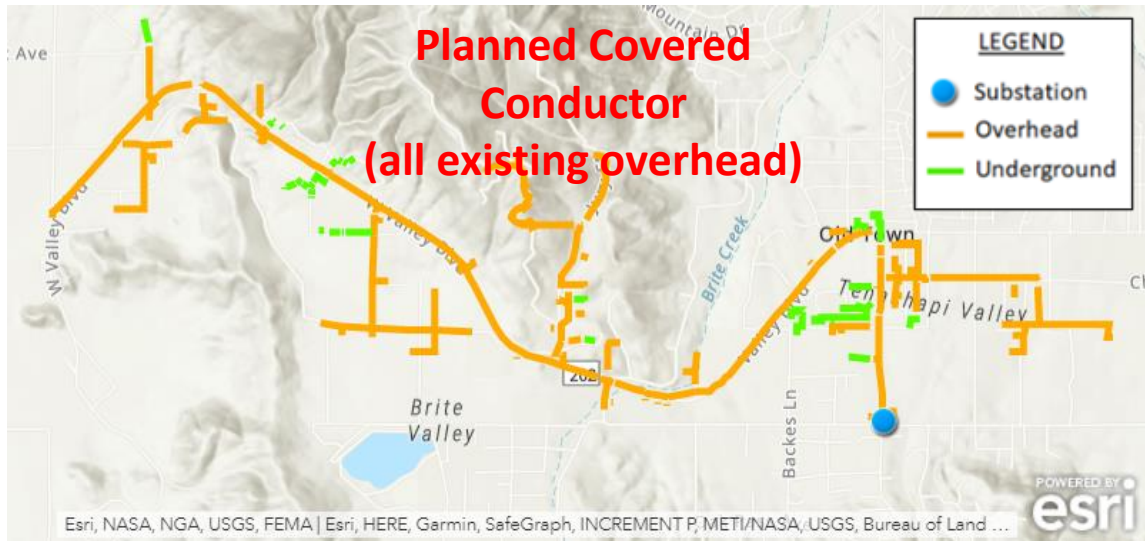 Mountain Dr
Ave
Planned Covered
Conductor
(all existing overhead)
LEGEND
Substation
Overhead
Underground
W Valley Blvd
W Valley Blvd
Brite Creek
Old Town
Tehachapi Valley
Valley Blvd
202
Brite
Valley
Backes Ln
POWERED BY
esri
Esri, NASA, NGA, USGS, FEMA | Esri, HERE, Garmin, SafeGraph, INCREMENT P, METI/NASA, USGS, Bureau of Land ...